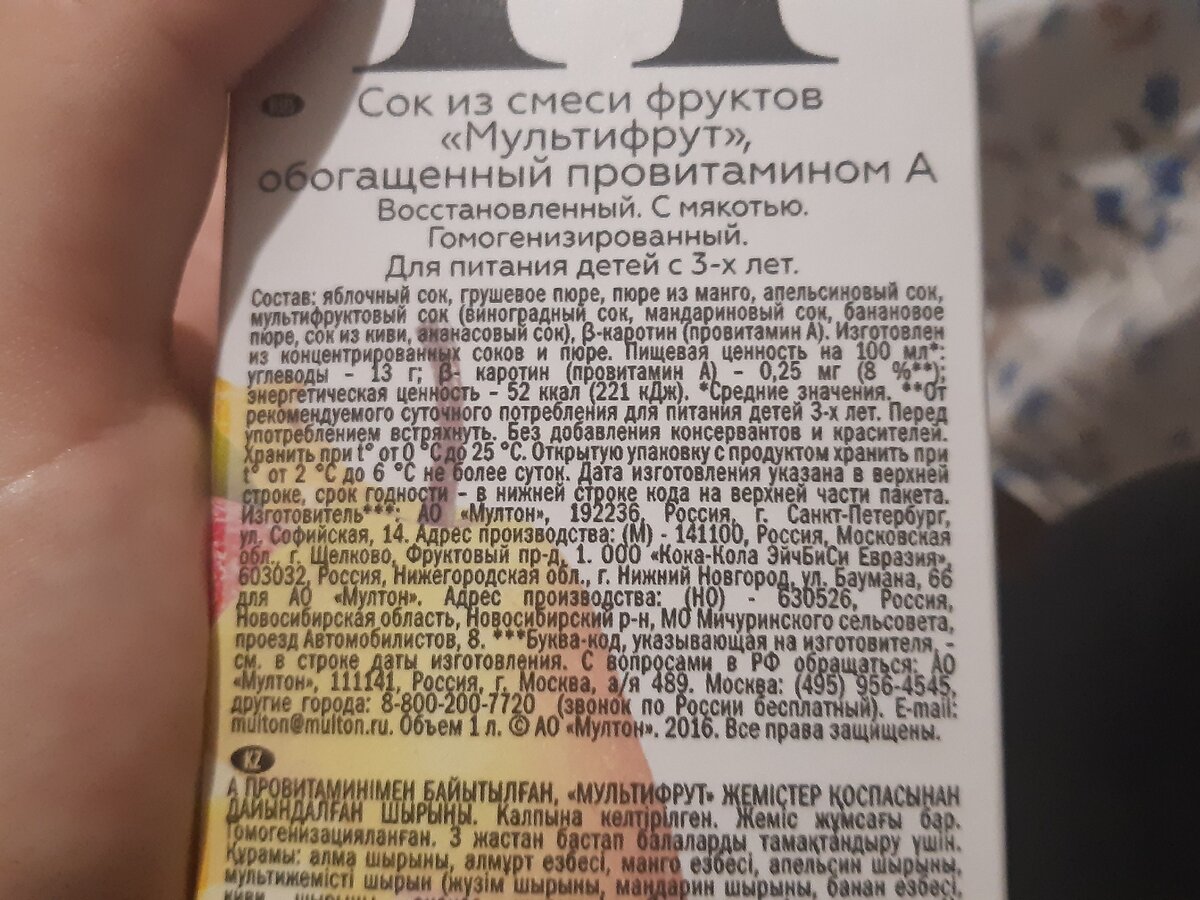 RUS
Сок из смеси фруктов
«Мультифрут»,
обогащенный провитамином А
Восстановленный. С мякотью.
Гомогенизированный.
Для питания детей с 3-х лет.
Состав: яблочный сок, грушевое пюре, пюре из манго, апельсиновый сок,
мультифруктовый сок (виноградный сок, мандариновый сок, банановое
пюре, сок из киви, ананасовый сок), β-каротин (провитамин А). Изготовлен
из концентрированных соков и пюре. Пищевая ценность на 100 мл*:
углеводы – 13 г; β- каротин (провитамин А) – 0,25 мг (8 %**);
энергетическая ценность – 52 ккал (221 кДж). *Средние значения. **От
рекомендуемого суточного потребления для питания детей 3-х лет. Перед
употреблением встряхнуть. Без добавления консервантов и красителей.
Хранить при t° от 0 °С до 25 °С. Открытую упаковку с продуктом хранить при
t° от 2 °С до 6 °С не более суток. Дата изготовления указана в верхней
строке, срок годности – в нижней строке кода на верхней части пакета.
Изготовитель***: АО «Мултон», 192236, Россия, г. Санкт-Петербург,
ул. Софийская, 14. Адрес производства: (М) - 141100, Россия, Московская
обл., г. Щелково, Фруктовый пр-д, 1. ООО «Кока-Кола ЭйчБиСи Евразия»,
603032, Россия, Нижегородская обл., г. Нижний Новгород, ул. Баумана, 66
для АО «Мултон». Адрес производства: (НО) - 630526, Россия,
Новосибирская область, Новосибирский р-н, МО Мичуринского сельсовета,
проезд Автомобилистов, 8. ***Буква-код, указывающая на изготовителя, -
см. в строке даты изготовления. С вопросами в РФ обращаться: АО
«Мултон», 111141, Россия, г. Москва, а/я 489. Москва: (495) 956-4545,
другие города: 8-800-200-7720 (звонок по России бесплатный). E-mail:
multon@multon.ru. Объем 1 л. © АО «Мултон». 2016. Все права защищены.
KZ
А ПРОВИТАМИНІМЕН БАЙЫТЫЛҒАН, «МУЛЬТИФРУТ» ЖЕМІСТЕР ҚОСПАСЫНАН
ДАЙЫНДАЛҒАН ШЫРЫНЫ. Калпына келтірілген. Жеміс жұмсағы бар.
Гомогенизацияланған. 3 жастан бастап балаларды тамақтандыру үшін.
Құрамы: алма шырыны, алмұрт езбесі, манго езбесі, апельсин шырыны,
мультижемісті шырын (жүзім шырыны, мандарин шырыны, банан езбесі,